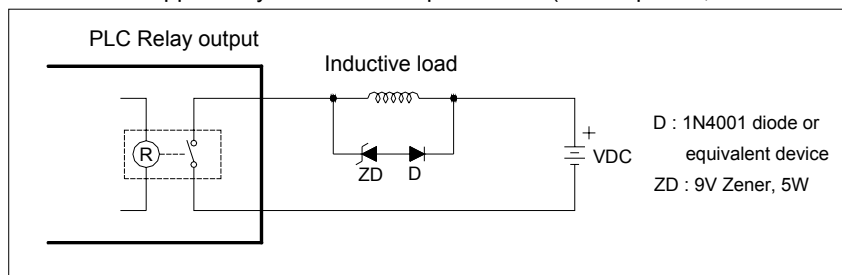 PLC Relay output
Inductive load
R
ZD
D
+
VDC
D : 1N4001 diode or
equivalent device
ZD : 9V Zener, 5W